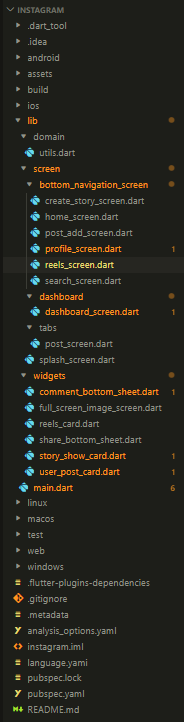 INSTAGRAM
.dart_tool
.idea
android
assets
build
ios
lib
domain
utils.dart
screen
bottom_navigation_screen
create_story_screen.dart
home_screen.dart
post_add_screen.dart
profile_screen.dart 1
reels_screen.dart
search_screen.dart
dashboard
dashboard_screen.dart 1
tabs
post_screen.dart
splash_screen.dart
widgets
comment_bottom_sheet.dart 1
full_screen_image_screen.dart
reels_card.dart
share_bottom_sheet.dart
story_show_card.dart 1
user_post_card.dart 1
main.dart 6
linux
macos
test
web
windows
.flutter-plugins-dependencies
.gitignore
.metadata
analysis_options.yaml
instagram.iml
language.yami
pubspec.lock
pubspec.yaml
README.md